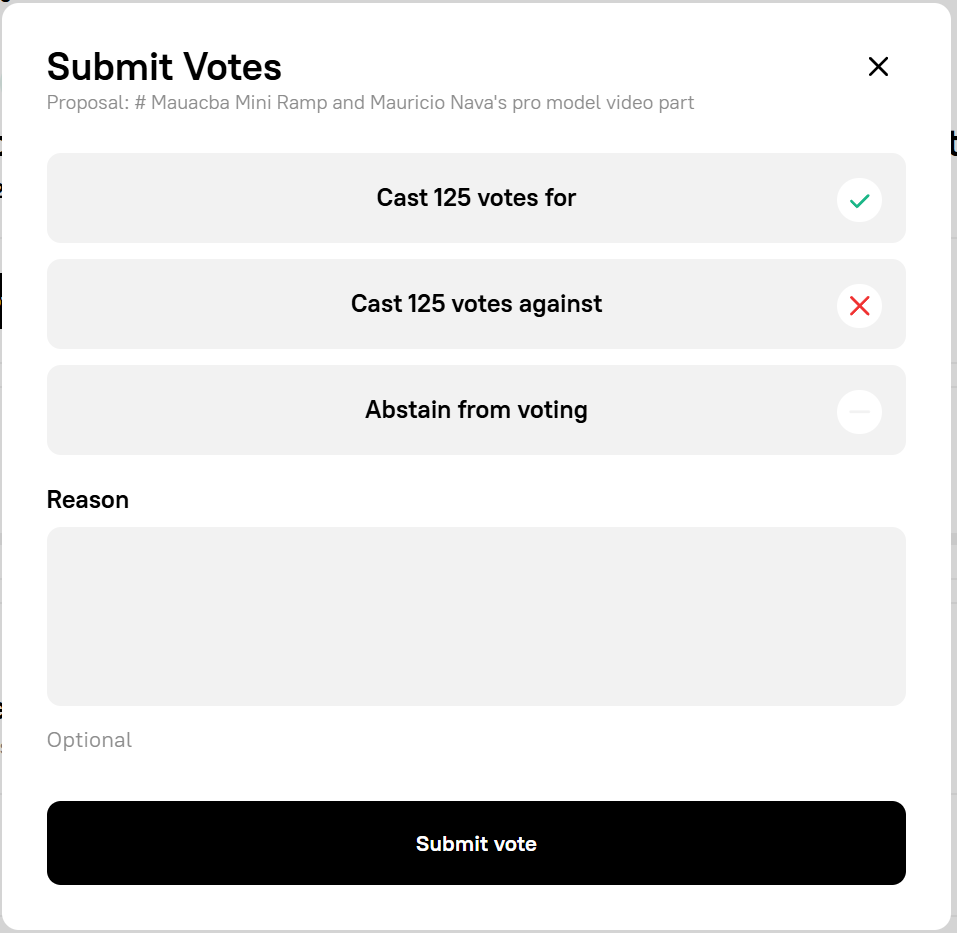 Submit Votes
Proposal: # Mauacba Mini Ramp and Mauricio Nava's pro model video part
Cast 125 votes for
Cast 125 votes against
Abstain from voting
Reason
Optional
Submit vote